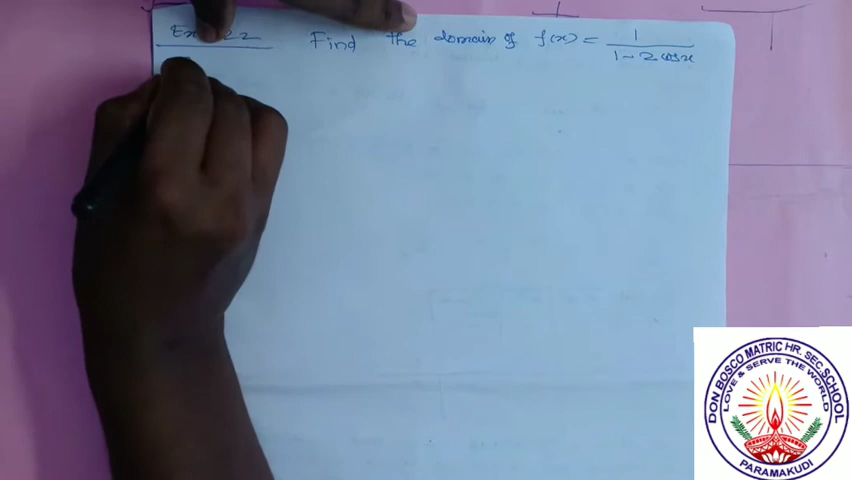 Find the domain of f(x) = 1 / 1 - 2 cos x
DON BOSCO MATRIC HR. SEC. SCHOOL
LOVE & SERVE THE WORLD
PARAMAKUDI